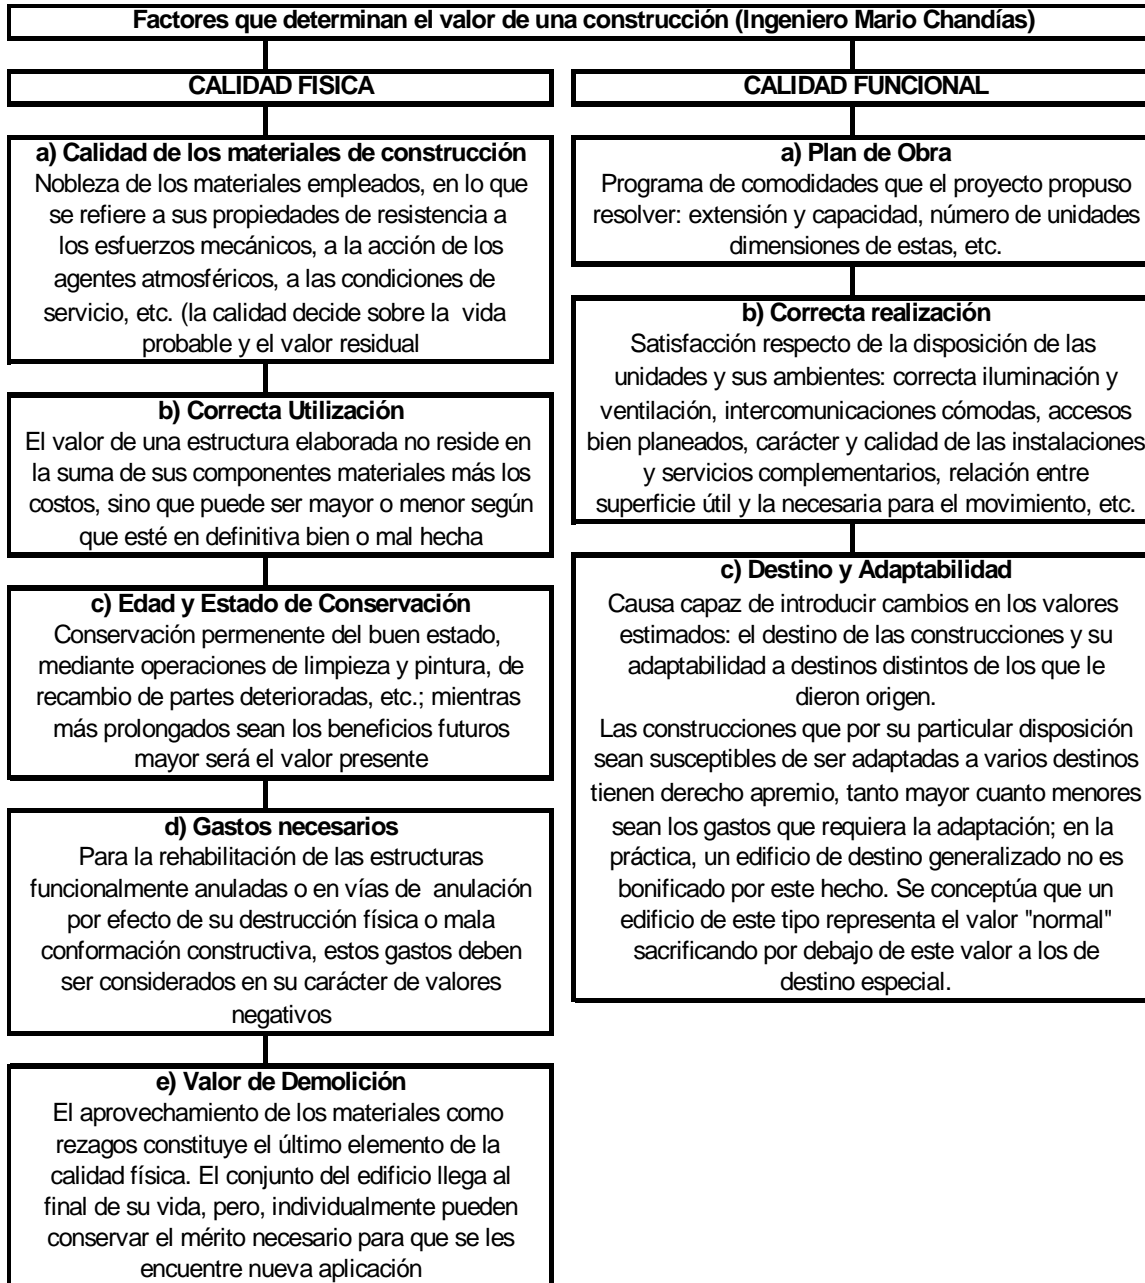 Factores que determinan el valor de una construcción (Ingeniero Mario Chandías)
CALIDAD FISICA
a) Calidad de los materiales de construcción
Nobleza de los materiales empleados, en lo que
se refiere a sus propiedades de resistencia a
los esfuerzos mecánicos, a la acción de los
agentes atmosféricos, a las condiciones de
servicio, etc. (la calidad decide sobre la vida
probable y el valor residual
b) Correcta Utilización
El valor de una estructura elaborada no reside en
la suma de sus componentes materiales más los
costos, sino que puede ser mayor o menor según
que esté en definitiva bien o mal hecha
c) Edad y Estado de Conservación
Conservación permenente del buen estado,
mediante operaciones de limpieza y pintura, de
recambio de partes deterioradas, etc.; mientras
más prolongados sean los beneficios futuros
mayor será el valor presente
d) Gastos necesarios
Para la rehabilitación de las estructuras
funcionalmente anuladas o en vías de anulación
por efecto de su destrucción física o mala
conformación constructiva, estos gastos deben
ser considerados en su carácter de valores
negativos
e) Valor de Demolición
El aprovechamiento de los materiales como
rezagos constituye el último elemento de la
calidad física. El conjunto del edificio llega al
final de su vida, pero, individualmente pueden
conservar el mérito necesario para que se les
encuentre nueva aplicación
CALIDAD FUNCIONAL
a) Plan de Obra
Programa de comodidades que el proyecto propuso
resolver: extensión y capacidad, número de unidades
dimensiones de estas, etc.
b) Correcta realización
Satisfacción respecto de la disposición de las
unidades y sus ambientes: correcta iluminación y
ventilación, intercomunicaciones cómodas, accesos
bien planeados, carácter y calidad de las instalaciones
y servicios complementarios, relación entre
superficie útil y la necesaria para el movimiento, etc.
c) Destino y Adaptabilidad
Causa capaz de introducir cambios en los valores
estimados: el destino de las construcciones y su
adaptabilidad a destinos distintos de los que le
dieron origen.
Las construcciones que por su particular disposición
sean susceptibles de ser adaptadas a varios destinos
tienen derecho apremio, tanto mayor cuanto menores
sean los gastos que requiera la adaptación; en la
práctica, un edificio de destino generalizado no es
bonificado por este hecho. Se conceptúa que un
edificio de este tipo representa el valor "normal"
sacrificando por debajo de este valor a los de
destino especial.